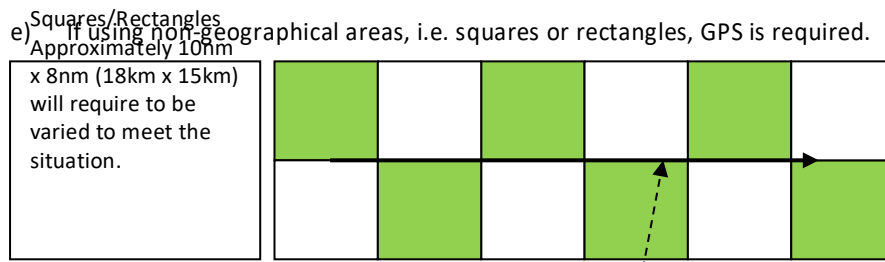 e) If using non-geographical areas, i.e. squares or rectangles, GPS is required.
Squares/Rectangles
Approximately 10nm
x 8nm (18km x 15km)
will require to be
varied to meet the
situation.